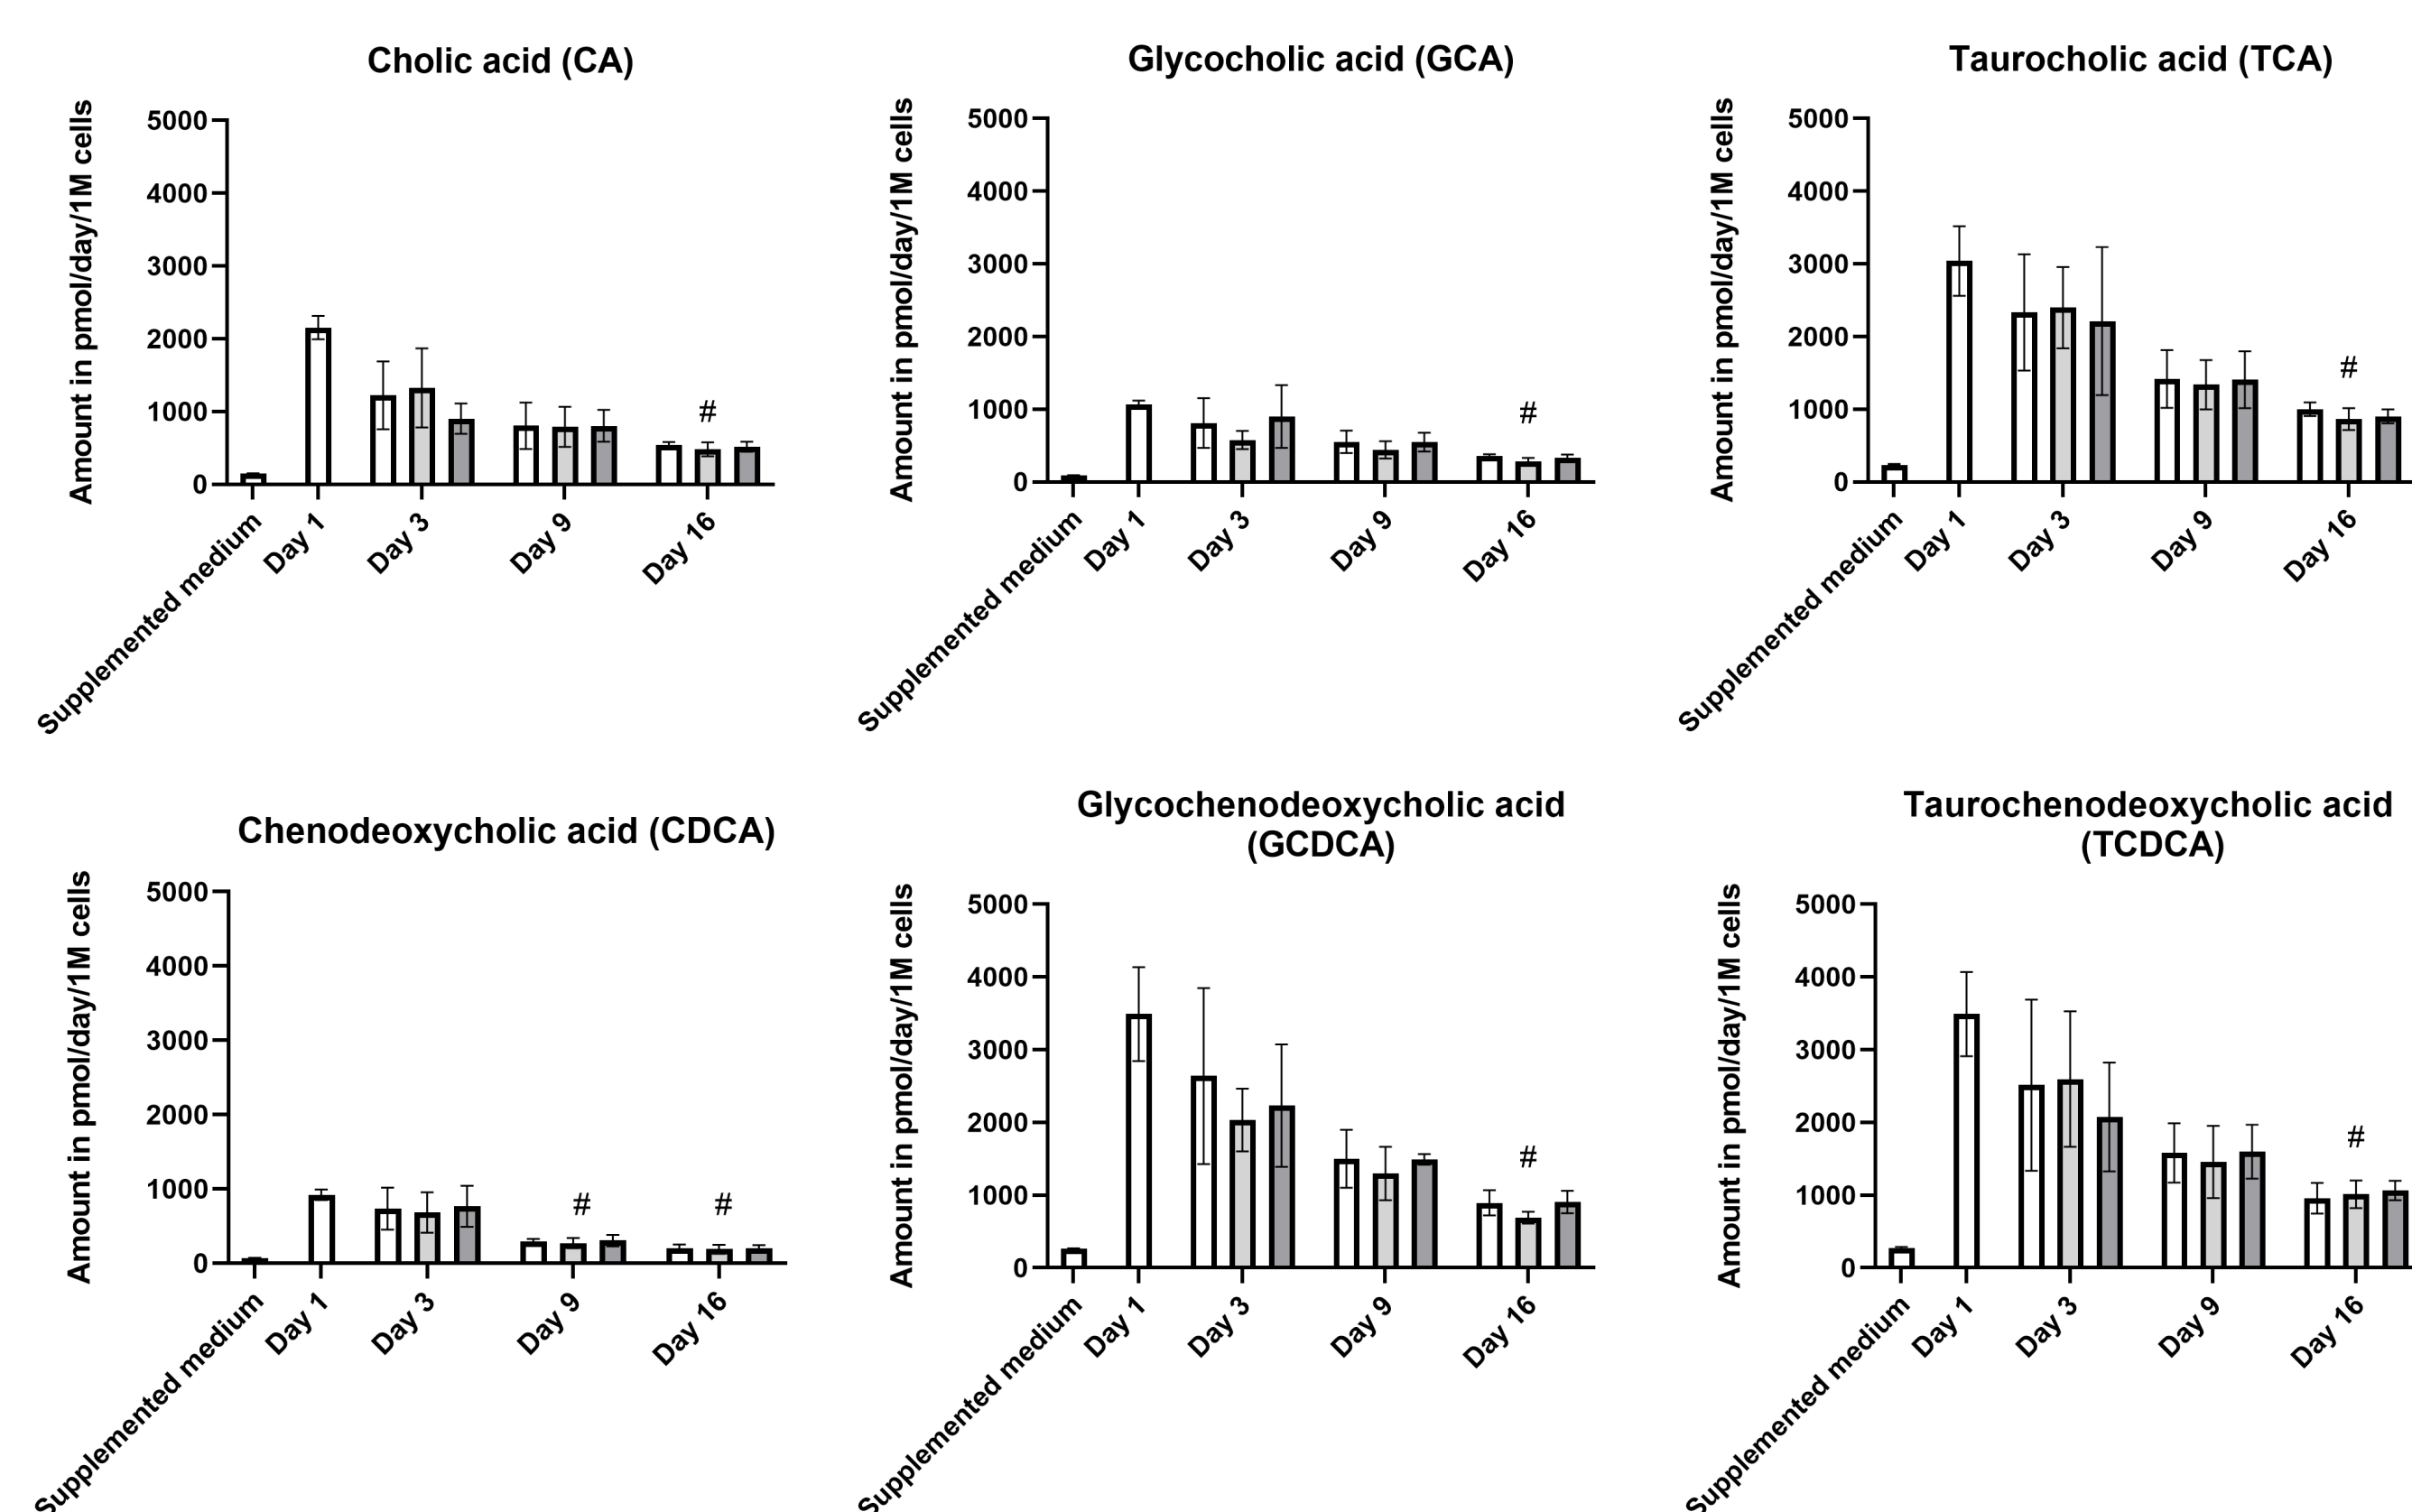 Cholic acid (CA)
Amount in pmol/day/1M cells
5000
4000
3000
2000
1000
0
#
Supplemented medium
Day 1
Day 3
Day 9
Day 16
Glycocholic acid (GCA)
Amount in pmol/day/1M cells
5000
4000
3000
2000
1000
0
#
Supplemented medium
Day 1
Day 3
Day 9
Day 16
Taurocholic acid (TCA)
Amount in pmol/day/1M cells
5000
4000
3000
2000
1000
0
#
Supplemented medium
Day 1
Day 3
Day 9
Day 16
Chenodeoxycholic acid (CDCA)
Amount in pmol/day/1M cells
5000
4000
3000
2000
1000
0
#
#
Supplemented medium
Day 1
Day 3
Day 9
Day 16
Glycochenodeoxycholic acid
(GCDCA)
Amount in pmol/day/1M cells
5000
4000
3000
2000
1000
0
#
Supplemented medium
Day 1
Day 3
Day 9
Day 16
Taurochenodeoxycholic acid
(TCDCA)
Amount in pmol/day/1M cells
5000
4000
3000
2000
1000
0
#
Supplemented medium
Day 1
Day 3
Day 9
Day 16